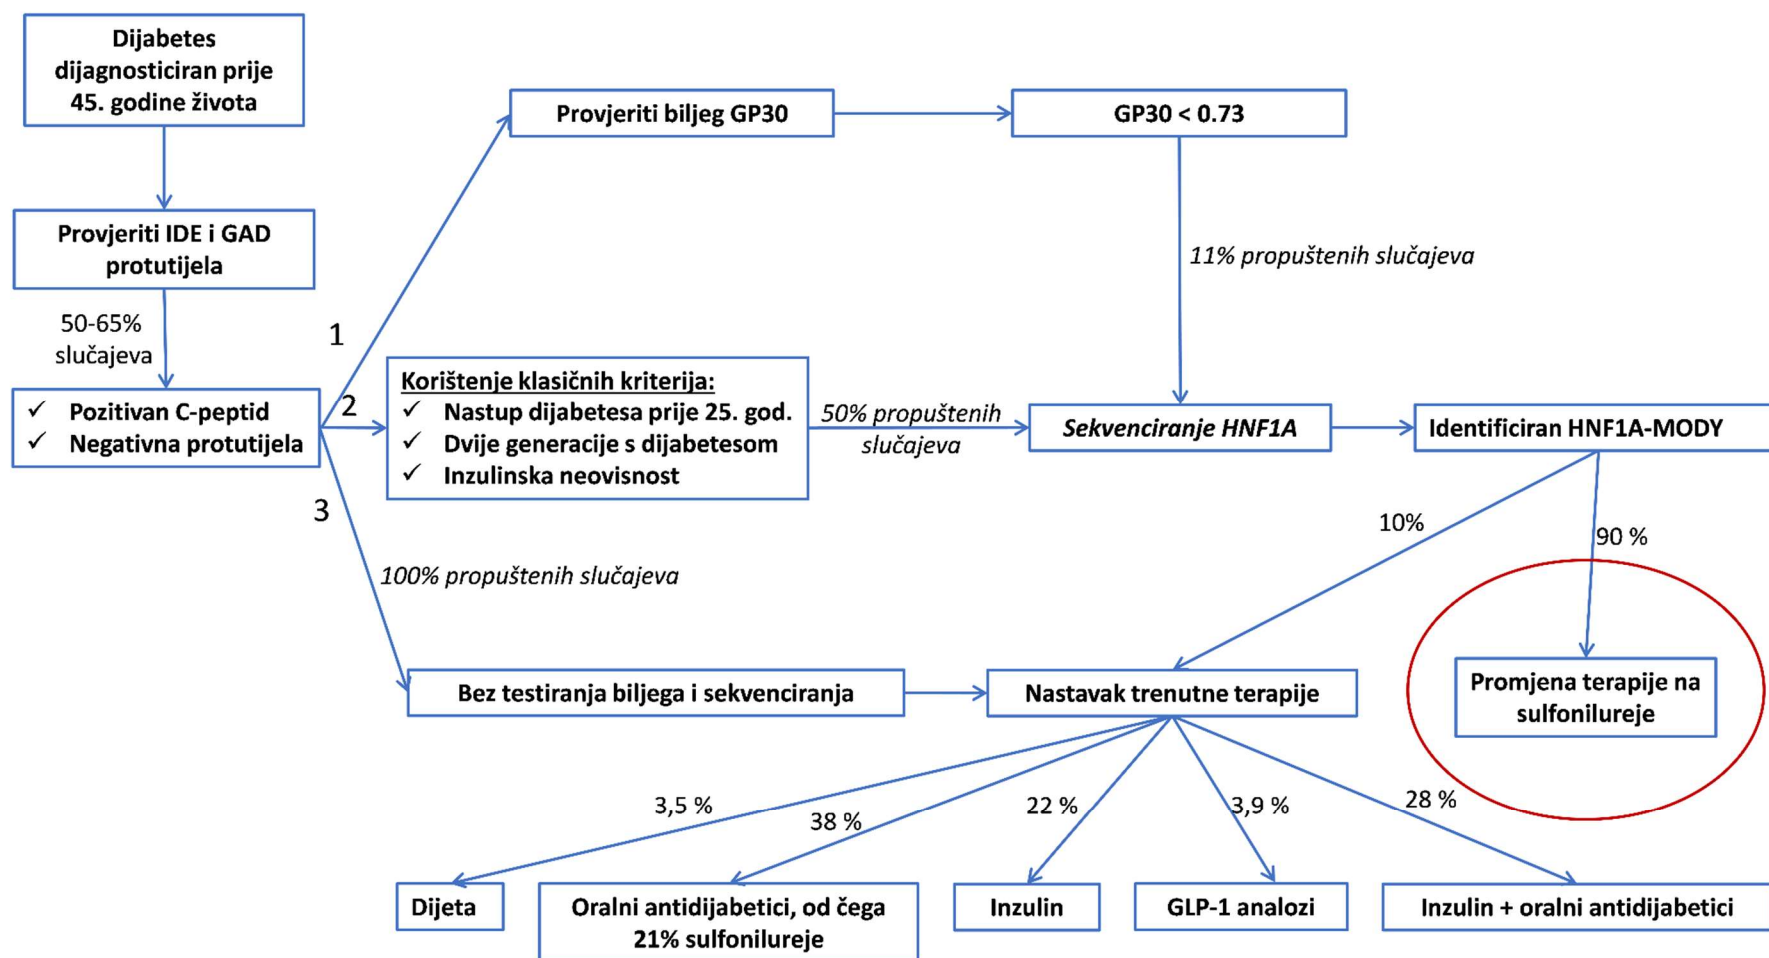 Dijabetes
dijagnosticiran prije
45. godine života
Provjeriti IDE i GAD
protutijela
50-65%
slučajeva
✓ Pozitivan C-peptid
✓ Negativna protutijela
1
2
3
Provjeriti biljeg GP30
GP30 < 0.73
11% propuštenih slučajeva
Korištenje klasičnih kriterija:
✓ Nastup dijabetesa prije 25. god.
✓ Dvije generacije s dijabetesom
✓ Inzulinska neovisnost
50% propuštenih
slučajeva
Sekvenciranje HNF1A
Identificiran HNF1A-MODY
10%
90 %
100% propuštenih slučajeva
Bez testiranja biljega i sekvenciranja
Nastavak trenutne terapije
Promjena terapije na
sulfonilureje
3,5 %
38 %
22 %
3,9 %
28 %
Dijeta
Oralni antidijabetici, od čega
21% sulfonilureje
Inzulin
GLP-1 analozi
Inzulin + oralni antidijabetici